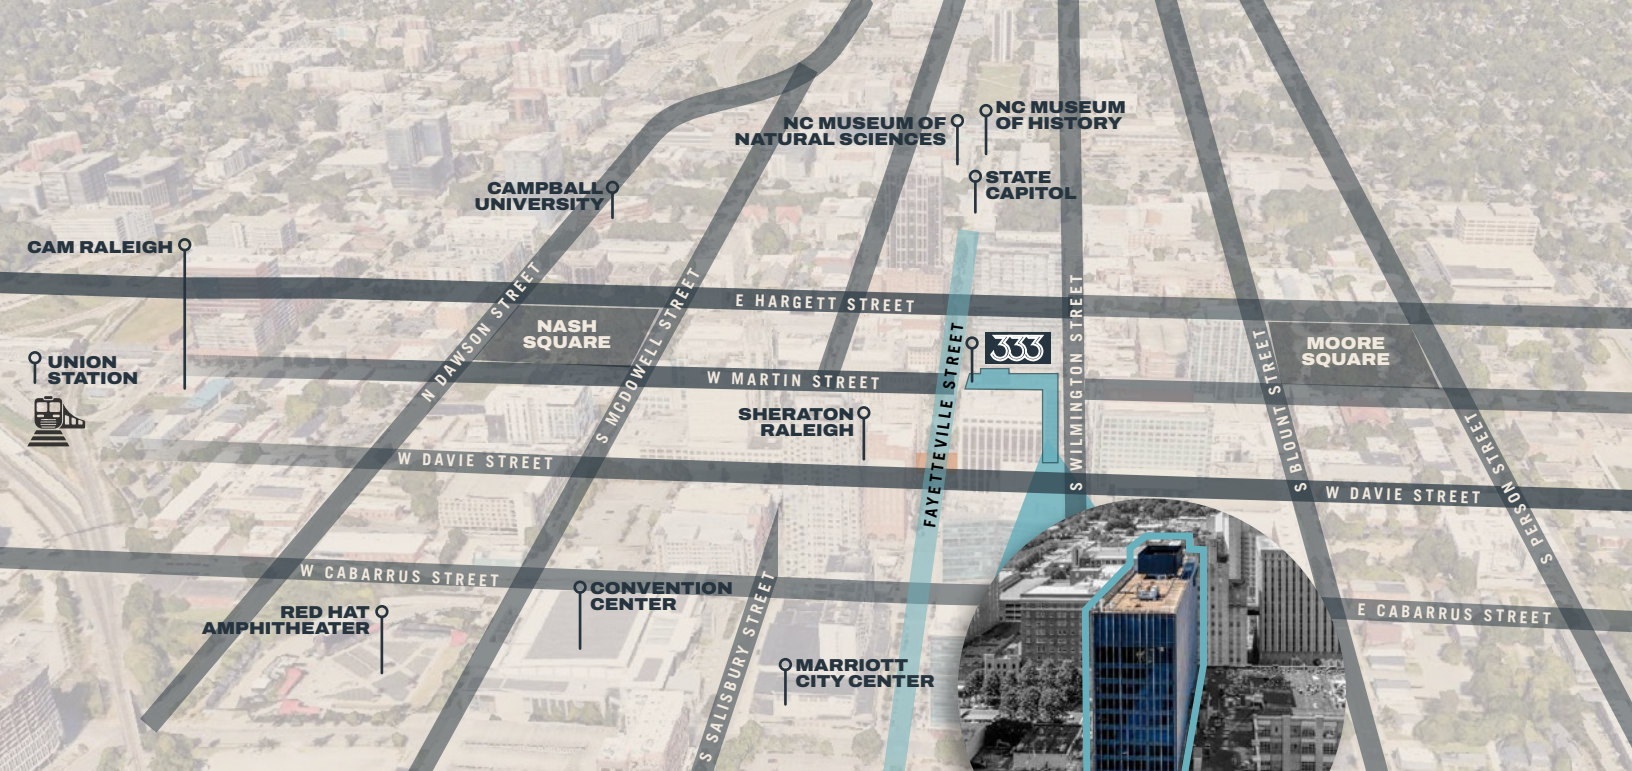 NC MUSEUM
OF HISTORY
NC MUSEUM OF
NATURAL SCIENCES
STATE
CAPITOL
CAMPBALL
UNIVERSITY
CAM RALEIGH
N DAWSON STREET
S MCDOWELL STREET
E HARGETT STREET
NASH
SQUARE
333
MOORE
SQUARE
UNION
STATION
W MARTIN STREET
FAYETTEVILLE STREET
S WILMINGTON STREET
S BLOUNT STREET
S PERSON STREET
SHERATON
RALEIGH
W DAVIE STREET
W DAVIE STREET
W CABARRUS STREET
E CABARRUS STREET
RED HAT
AMPHITHEATER
CONVENTION
CENTER
S SALISBURY STREET
MARRIOTT
CITY CENTER